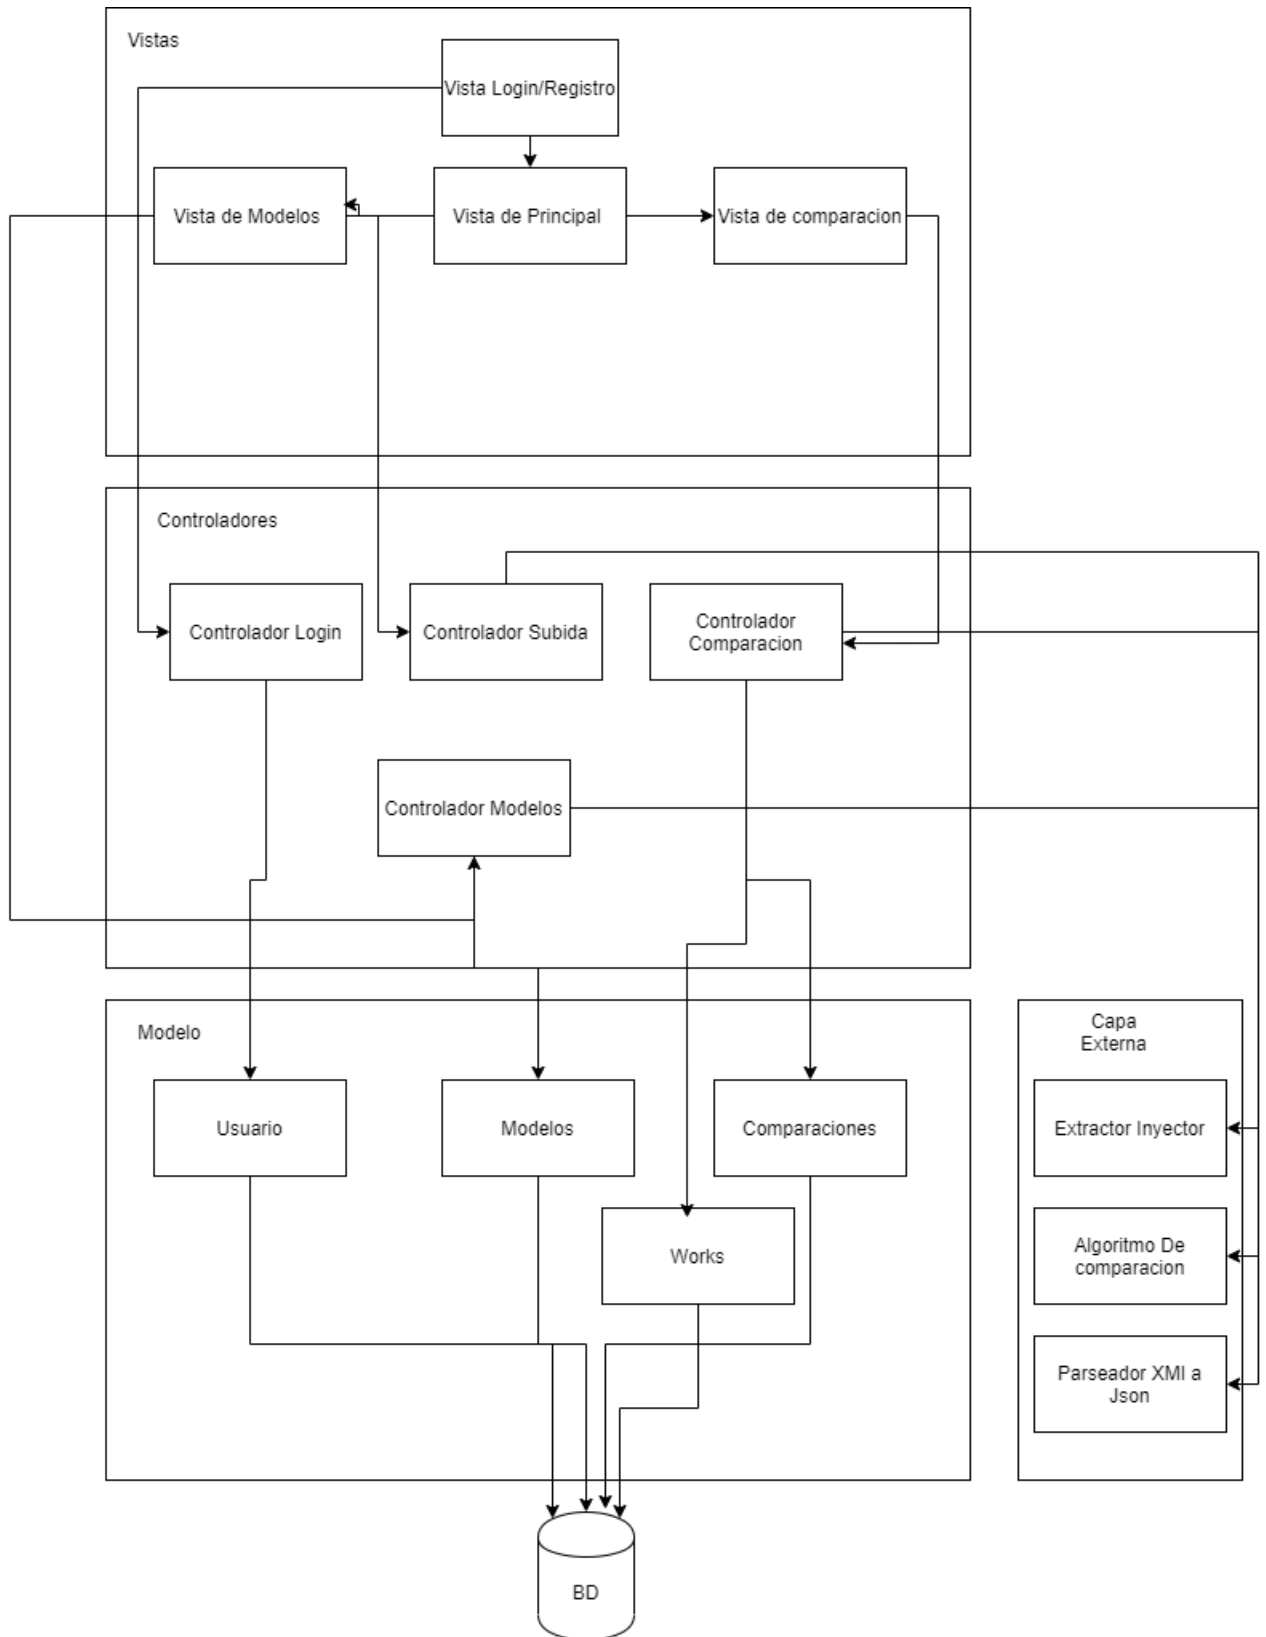 Vistas
Vista Login/Registro
Vista de Modelos
Vista de Principal
Vista de comparacion
Controladores
Controlador Login
Controlador Subida
Controlador
Comparacion
Controlador Modelos
Modelo
Usuario
Modelos
Comparaciones
Works
Capa
Externa
Extractor Inyector
Algoritmo De
comparacion
Parseador XMI a
Json
BD